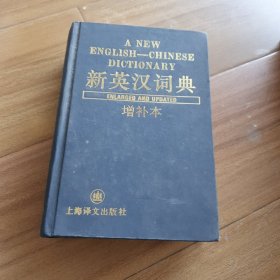 A NEW
ENGLISH—CHINESE
DICTIONARY
新英汉词典
ENLARGED AND UPDATED
增补本
上海译文出版社